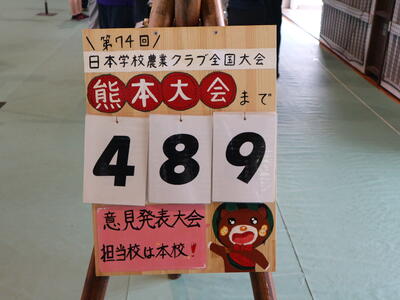 \第74回/
日本学校農業クラブ全国大会
熊本大会まで
489
意見発表大会
担当校は本校!